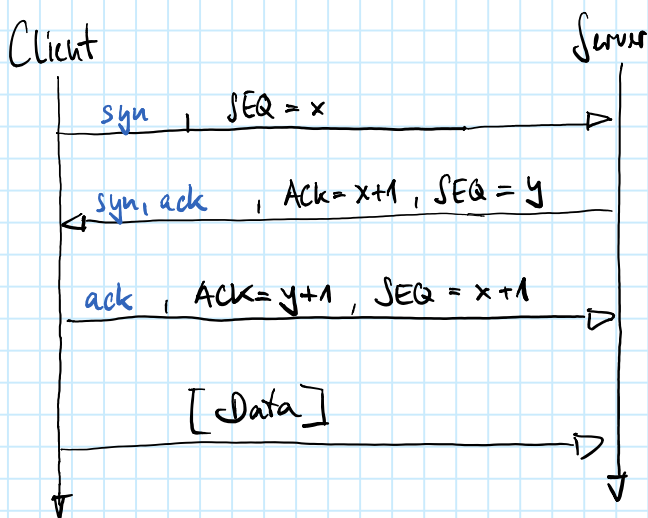 Client Server
syn , SEQ = x
syn, ack , ACK = x+1 , SEQ = y
ack , ACK = y+1 , SEQ = x+1
[Data]